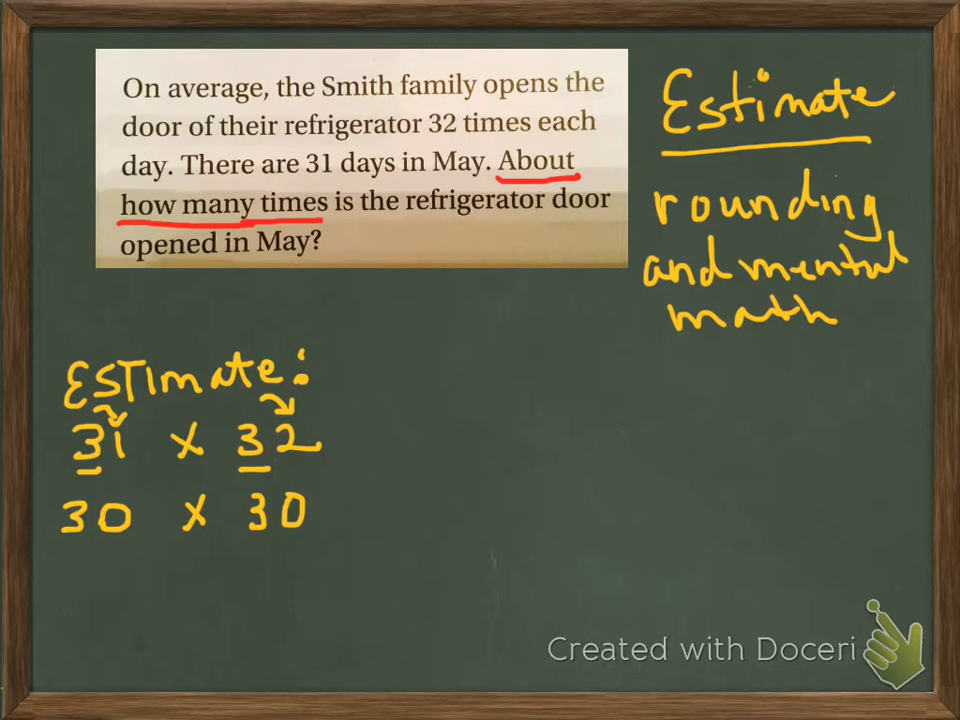 On average, the Smith family opens the
door of their refrigerator 32 times each
day. There are 31 days in May. About
how many times is the refrigerator door
opened in May?
Estimate
rounding
and mental
math
Estimate:
31 x 32
30 x 30
Created with Doceri